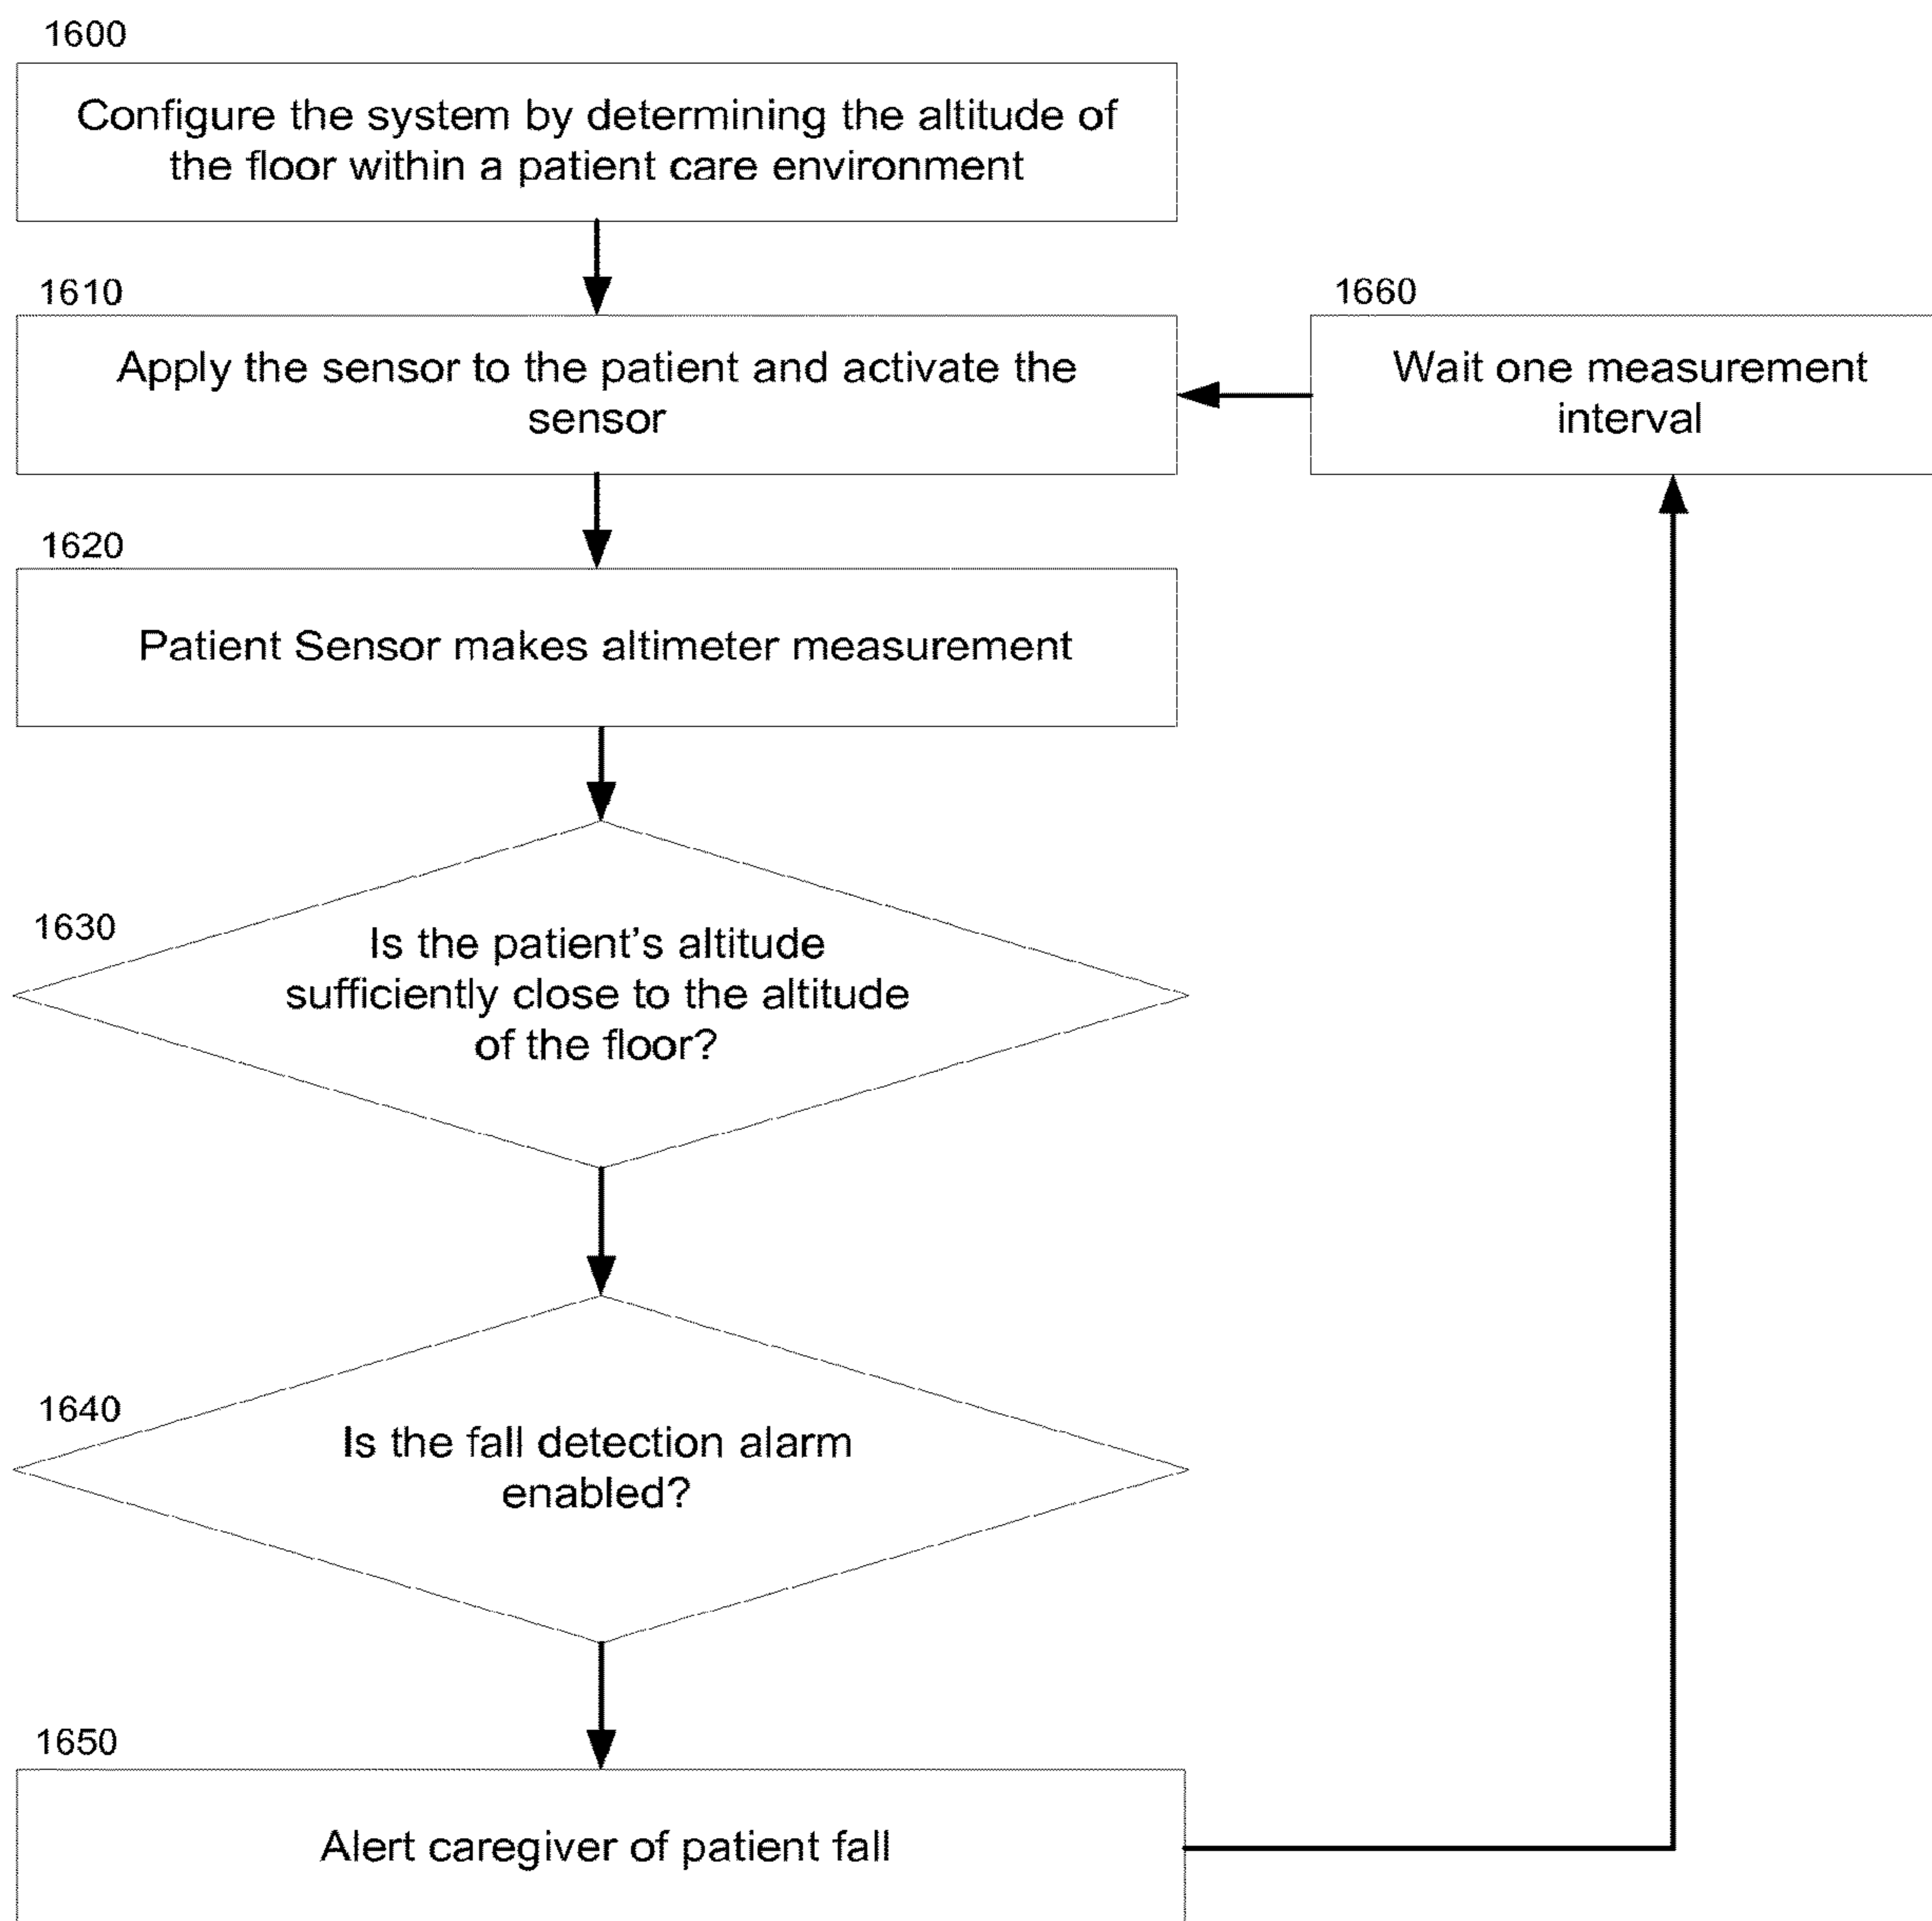 1600
Configure the system by determining the altitude of
the floor within a patient care environment
1610
Apply the sensor to the patient and activate the
sensor
1660
Wait one measurement
interval
1620
Patient Sensor makes altimeter measurement
1630
Is the patient’s altitude
sufficiently close to the altitude
of the floor?
1640
Is the fall detection alarm
enabled?
1650
Alert caregiver of patient fall